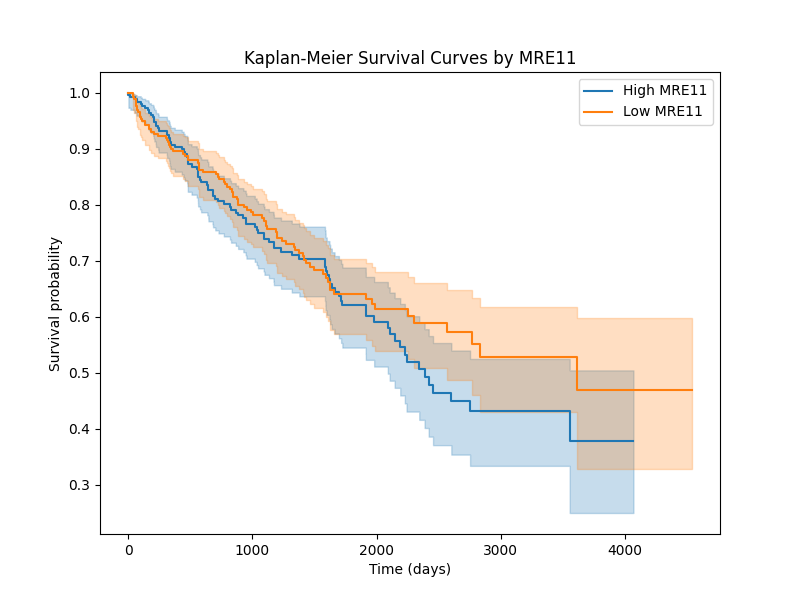 Kaplan-Meier Survival Curves by MRE11
High MRE11
Low MRE11
1.0
0.9
0.8
0.7
0.6
0.5
0.4
0.3
Survival probability
0
1000
2000
3000
4000
Time (days)